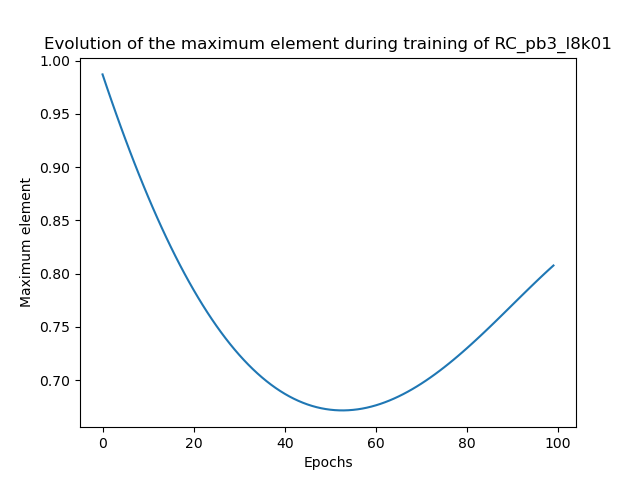 Evolution of the maximum element during training of RC_pb3_l8k01
1.00
0.95
0.90
0.85
0.80
0.75
0.70
Maximum element
0 20 40 60 80 100
Epochs